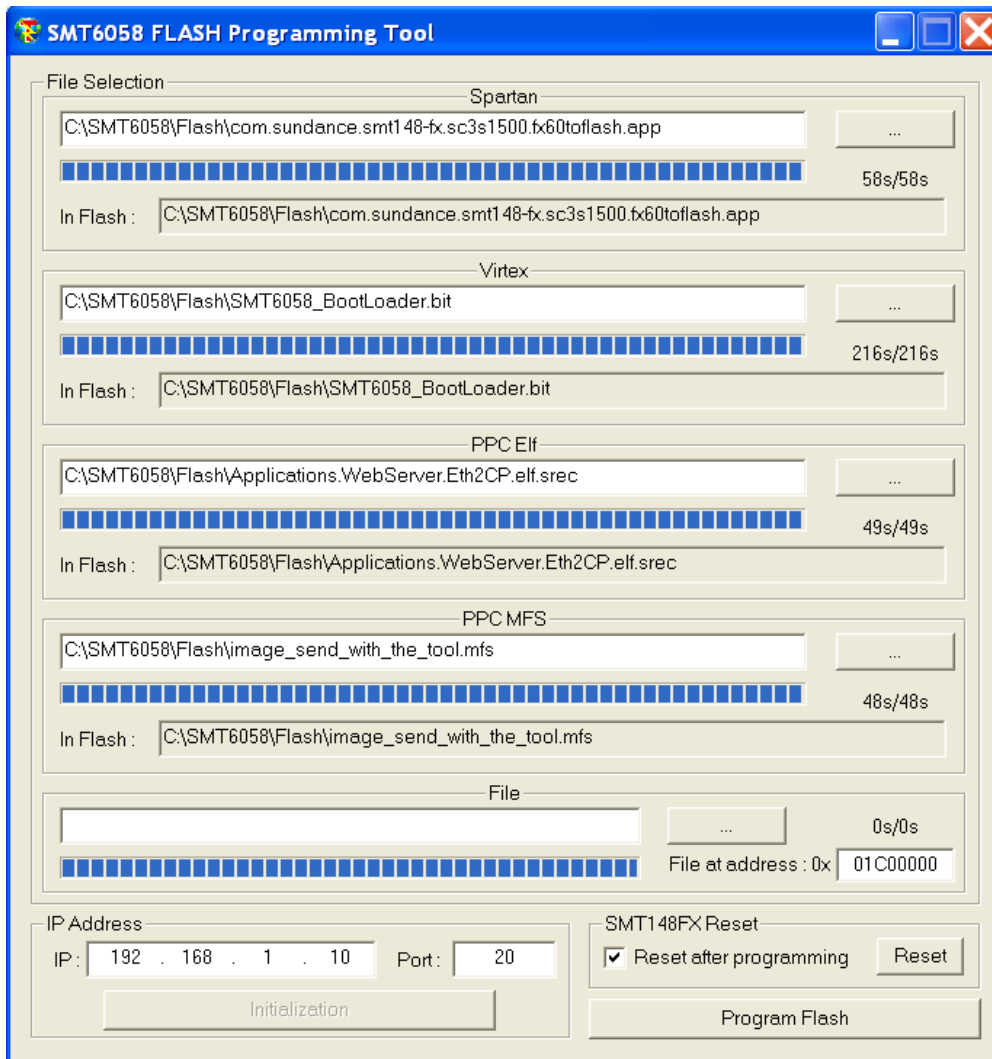 SMT6058 FLASH Programming Tool
File Selection
Spartan
C:\SMT6058\Flash\com.sundance.smt148-fx.sc3s1500.fx60toflash.app
...
58s/58s
In Flash : C:\SMT6058\Flash\com.sundance.smt148-fx.sc3s1500.fx60toflash.app
Virtex
C:\SMT6058\Flash\SMT6058_BootLoader.bit
...
216s/216s
In Flash : C:\SMT6058\Flash\SMT6058_BootLoader.bit
PPC Elf
C:\SMT6058\Flash\Applications.WebServer.Eth2CP.elf.srec
...
49s/49s
In Flash : C:\SMT6058\Flash\Applications.WebServer.Eth2CP.elf.srec
PPC MFS
C:\SMT6058\Flash\image_send_with_the_tool.mfs
...
48s/48s
In Flash : C:\SMT6058\Flash\image_send_with_the_tool.mfs
File
... 0s/0s
File at address : 0x 01C00000
IP Address
IP : 192 . 168 . 1 . 10 Port : 20
Initialization
SMT148FX Reset
Reset after programming Reset
Program Flash